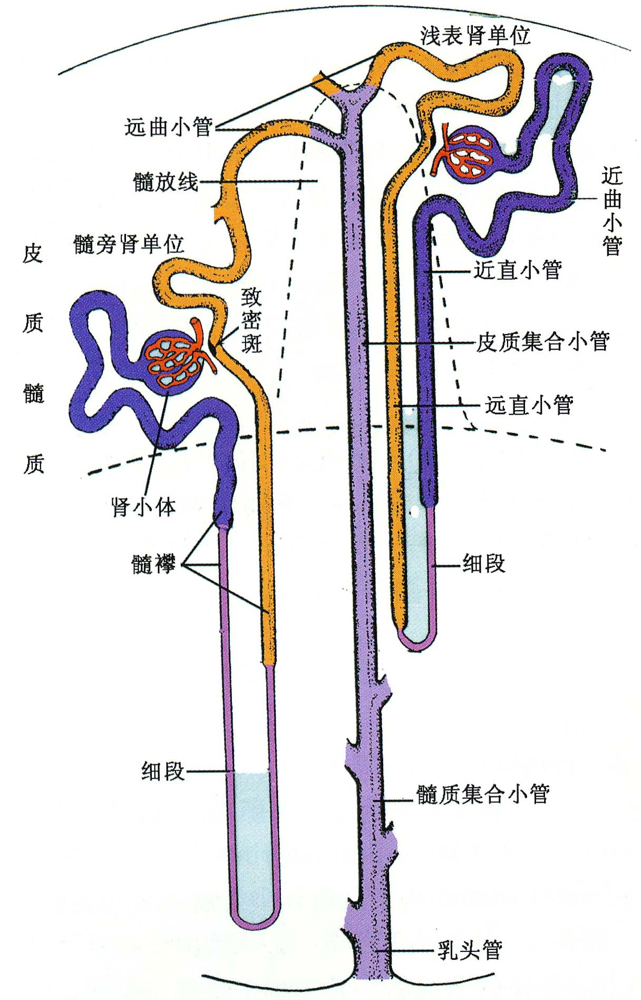 浅表肾单位
远曲小管
髓放线
近曲小管
髓旁肾单位
皮质
髓质
近直小管
致密斑
皮质集合小管
远直小管
肾小体
髓襻
细段
细段
髓质集合小管
乳头管